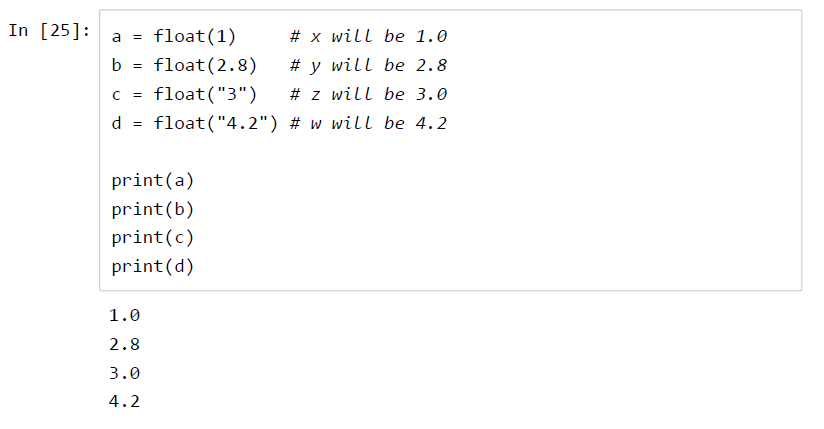 In [25]: a = float(1)     # x will be 1.0
b = float(2.8)   # y will be 2.8
c = float("3")   # z will be 3.0
d = float("4.2") # w will be 4.2
print(a)
print(b)
print(c)
print(d)
1.0
2.8
3.0
4.2